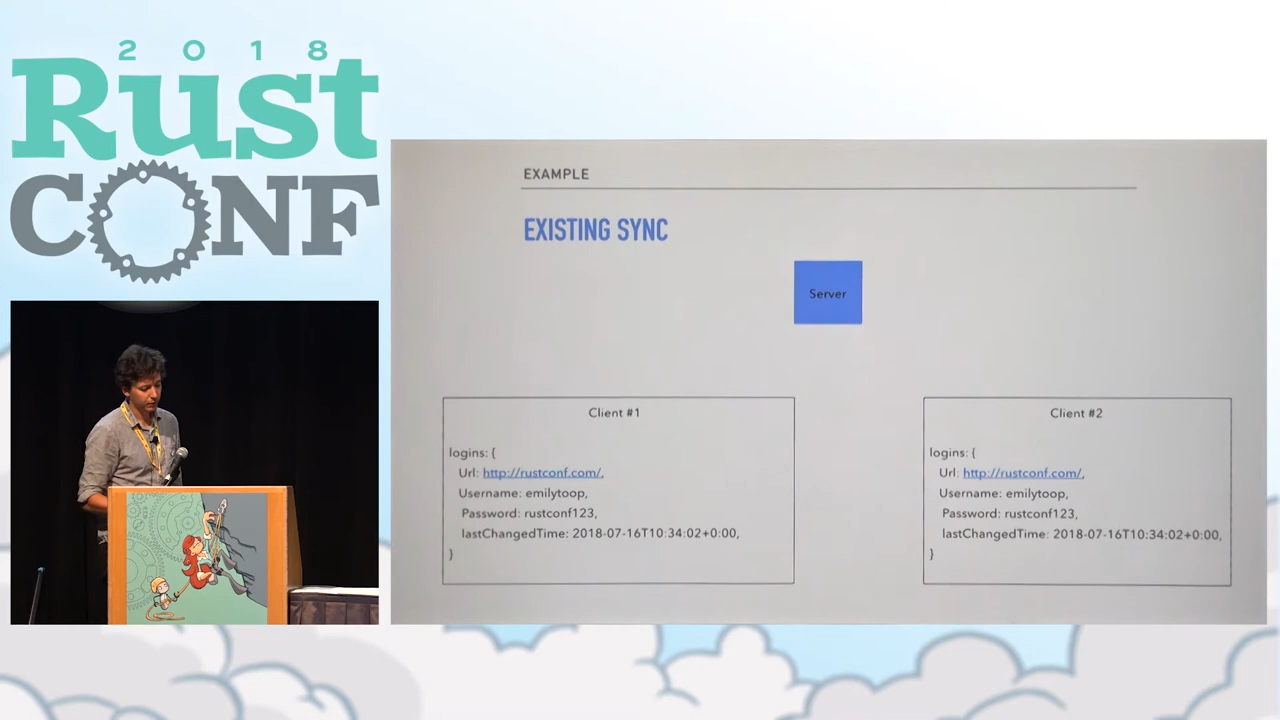 2018
Rust
CONF
EXAMPLE
EXISTING SYNC
Server
Client #1
logins: {
Url: http://rustconf.com/,
Username: emilytoop,
Password: rustconf123,
lastChangedTime: 2018-07-16T10:34:02+0:00,
}
Client #2
logins: {
Url: http://rustconf.com/,
Username: emilytoop,
Password: rustconf123,
lastChangedTime: 2018-07-16T10:34:02+0:00,
}